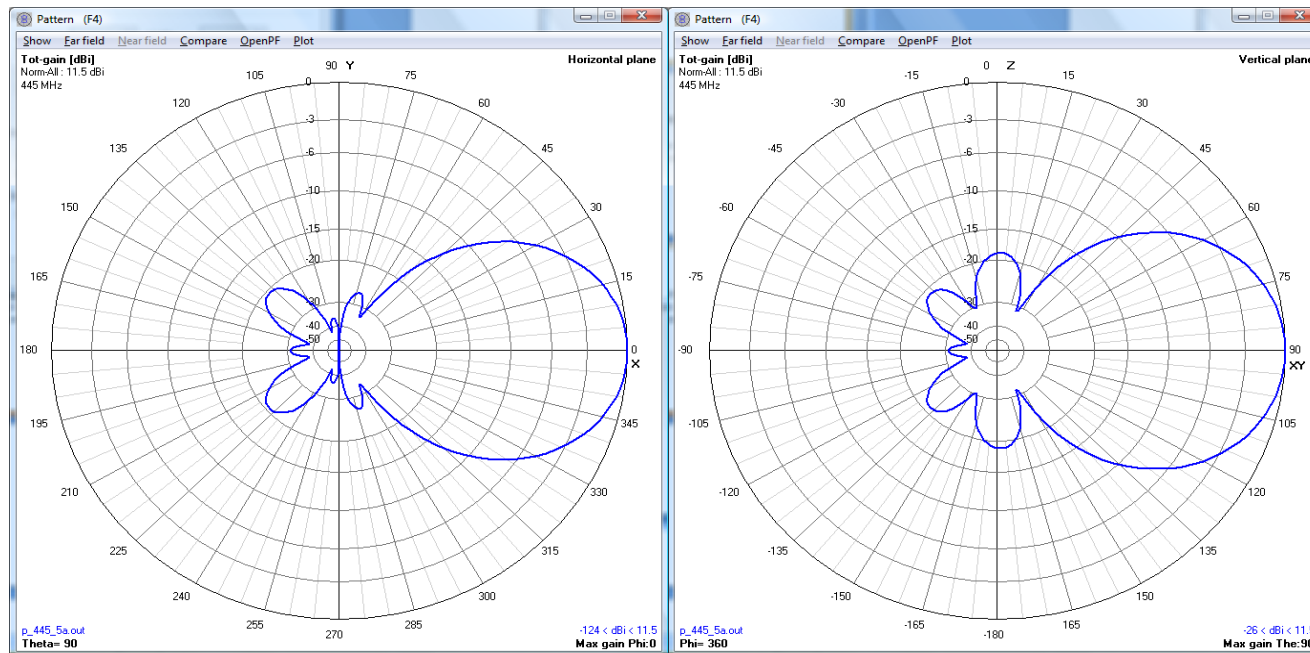 Pattern (F4)
Show Far field Near field Compare OpenPF Plot
Tot-gain [dBi]
Norm-All : 11.5 dBi
445 MHz
Horizontal plane
90 Y
105
75
120
60
135
45
150
30
165
15
180
0
X
195
345
210
330
225
315
240
300
255
285
270
0
-3
-6
-10
-15
-20
-30
-40
-50
p_445_5a.out
Theta= 90
-124 < dBi < 11.5
Max gain Phi:0
Pattern (F4)
Show Far field Near field Compare OpenPF Plot
Tot-gain [dBi]
Norm-All : 11.5 dBi
445 MHz
Vertical plane
0 Z
-15
15
-30
30
-45
45
-60
60
-75
75
-90
90
XY
-105
105
-120
120
-135
135
-150
150
-165
165
-180
0
-3
-6
-10
-15
-20
-30
-40
-50
p_445_5a.out
Phi= 360
-26 < dBi < 11.5
Max gain The:90